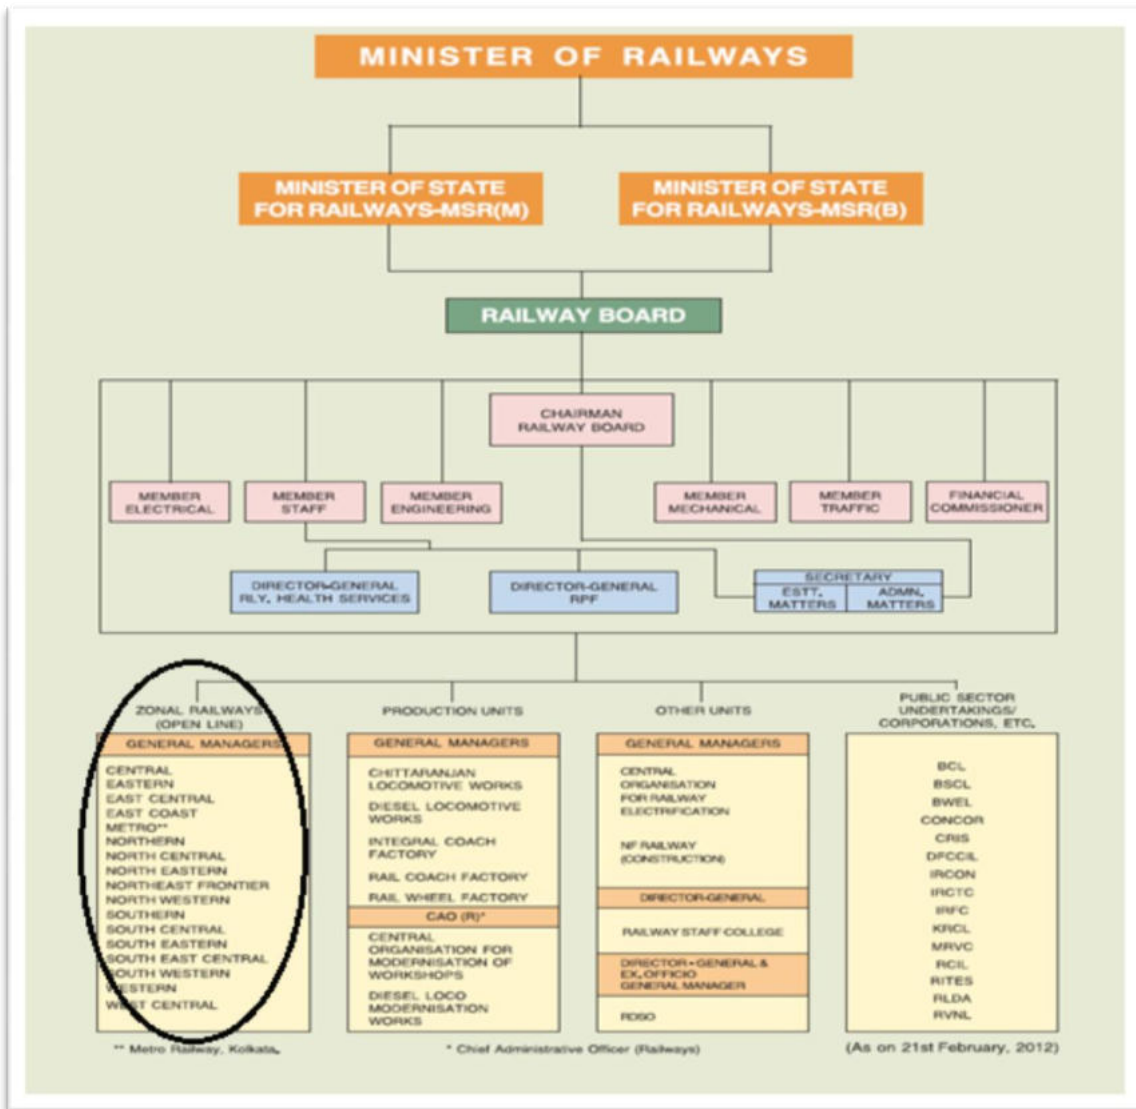 MINISTER OF RAILWAYS
MINISTER OF STATE
FOR RAILWAYS-MSR(M)
MINISTER OF STATE
FOR RAILWAYS-MSR(B)
RAILWAY BOARD
CHAIRMAN
RAILWAY BOARD
MEMBER
ELECTRICAL
MEMBER
STAFF
MEMBER
ENGINEERING
MEMBER
MECHANICAL
MEMBER
TRAFFIC
FINANCIAL
COMMISSIONER
DIRECTOR-GENERAL
RLY. HEALTH SERVICES
DIRECTOR-GENERAL
RPF
SECRETARY
ESTT.
MATTERS
ADMN.
MATTERS
ZONAL RAILWAYS
(OPEN LINE)
GENERAL MANAGERS
CENTRAL
EASTERN
EAST CENTRAL
EAST COAST
METRO**
NORTHERN
NORTH CENTRAL
NORTH EASTERN
NORTHEAST FRONTIER
NORTH WESTERN
SOUTHERN
SOUTH CENTRAL
SOUTH EASTERN
SOUTH EAST CENTRAL
SOUTH WESTERN
WESTERN
WEST CENTRAL
** Metro Railway, Kolkata.
PRODUCTION UNITS
GENERAL MANAGERS
CHITTARANJAN
LOCOMOTIVE WORKS
DIESEL LOCOMOTIVE
WORKS
INTEGRAL COACH
FACTORY
RAIL COACH FACTORY
RAIL WHEEL FACTORY
CAO (R)*
CENTRAL
ORGANISATION FOR
MODERNISATION OF
WORKSHOPS
DIESEL LOCO
MODERNISATION
WORKS
* Chief Administrative Officer (Railways)
OTHER UNITS
GENERAL MANAGERS
CENTRAL
ORGANISATION
FOR RAILWAY
ELECTRIFICATION
NF RAILWAY
(CONSTRUCTION)
DIRECTOR-GENERAL
RAILWAY STAFF COLLEGE
DIRECTOR-GENERAL &
EX. OFFICIO
GENERAL MANAGER
RDSO
PUBLIC SECTOR
UNDERTAKINGS/
CORPORATIONS, ETC.
BCL
BSCL
BWEL
CONCOR
CRIS
DFCCIL
IRCON
IRCTC
IRFC
KRCL
MRVC
RCIL
RITES
RLDA
RVNL
(As on 21st February, 2012)